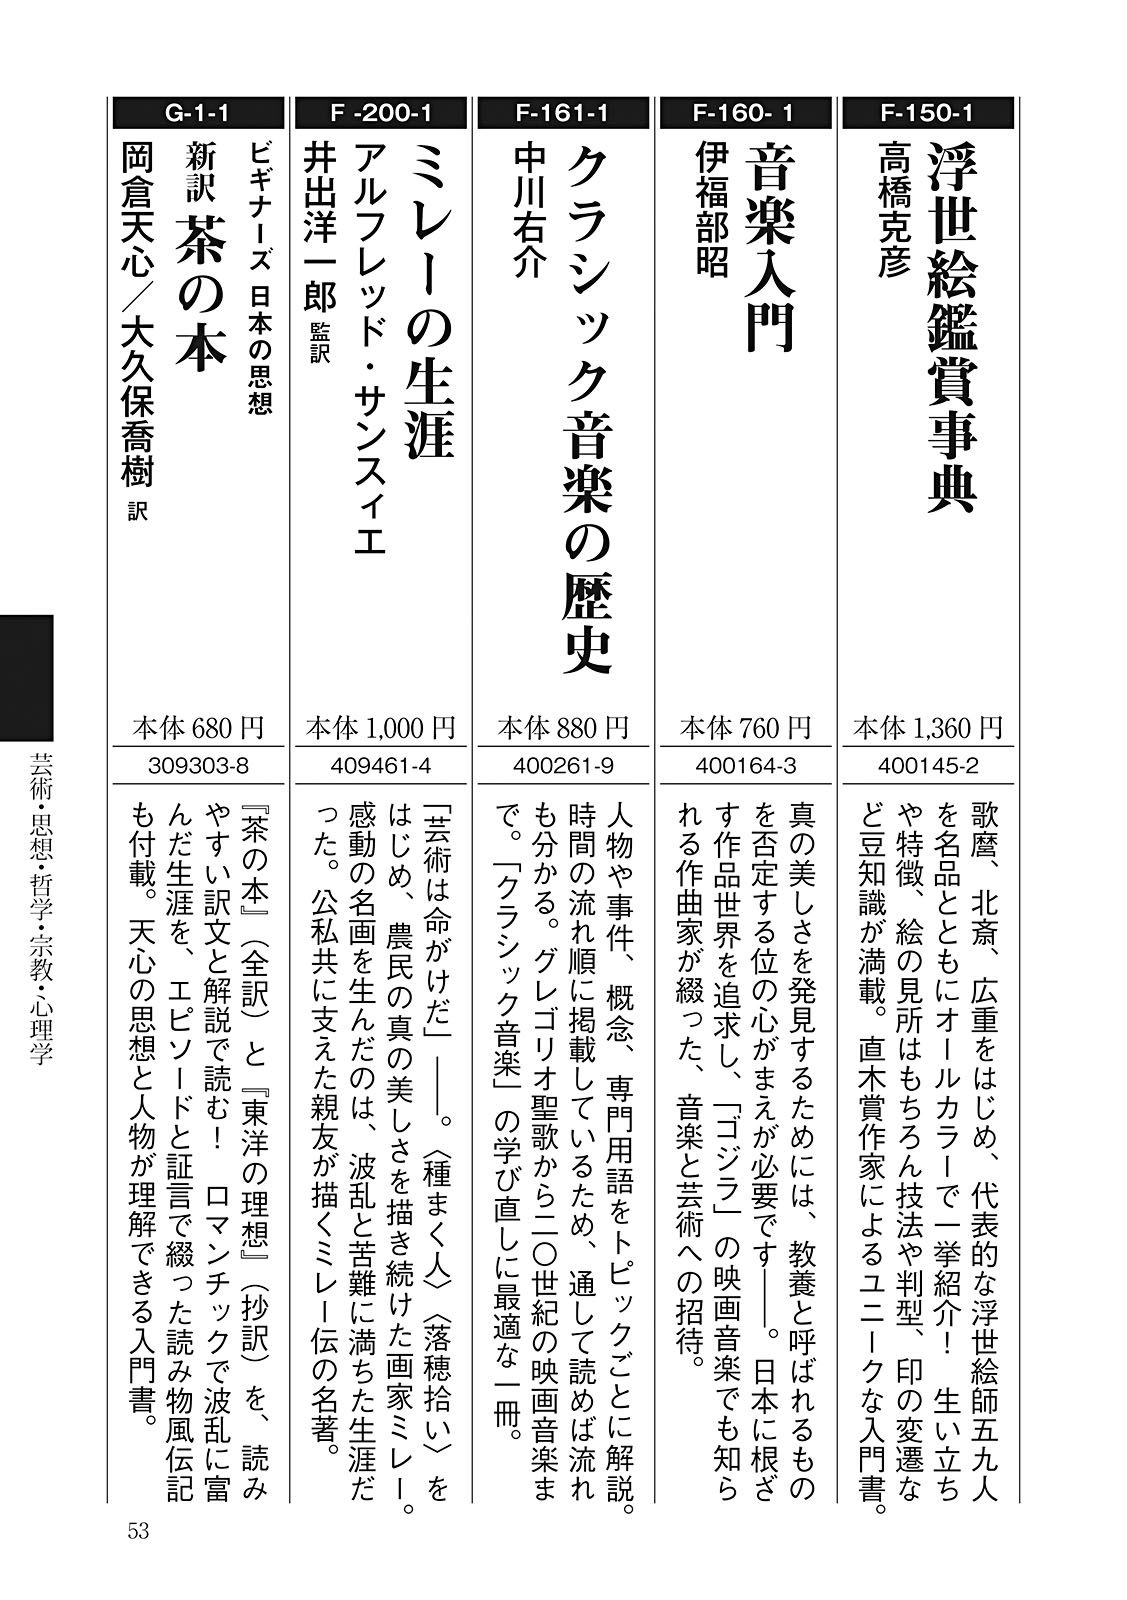 F-150-1
浮世絵鑑賞事典
高橋克彦
本体 1,360 円
400145-2
歌麿、北斎、広重をはじめ、代表的な浮世絵師五九人
を名品とともにオールカラーで一挙紹介！　生い立ち
や特徴、絵の見所はもちろん技法や判型、印の変遷な
ど豆知識が満載。直木賞作家によるユニークな入門書。
F-160- 1
音楽入門
伊福部昭
本体 760 円
400164-3
真の美しさを発見するためには、教養と呼ばれるもの
を否定する位の心がまえが必要です――。日本に根ざ
す作品世界を追求し、「ゴジラ」の映画音楽でも知ら
れる作曲家が綴った、音楽と芸術への招待。
F-161-1
クラシック音楽の歴史
中川右介
本体 880 円
400261-9
人物や事件、概念、専門用語をトピックごとに解説。
時間の流れ順に掲載しているため、通して読めば流れ
も分かる。グレゴリオ聖歌から二〇世紀の映画音楽ま
で。「クラシック音楽」の学び直しに最適な一冊。
F -200-1
ミレーの生涯
アルフレッド・サンスィエ
井出洋一郎 監訳
本体 1,000 円
409461-4
「芸術は命がけだ」――。〈種まく人〉〈落穂拾い〉を
はじめ、農民の真の美しさを描き続けた画家ミレー。
感動の名画を生んだのは、波乱と苦難に満ちた生涯だ
った。公私共に支えた親友が描くミレー伝の名著。
G-1-1
ビギナーズ 日本の思想
新訳 茶の本
岡倉天心／大久保喬樹 訳
本体 680 円
309303-8
『茶の本』（全訳）と『東洋の理想』（抄訳）を、読み
やすい訳文と解説で読む！　ロマンチックで波乱に富
んだ生涯を、エピソードと証言で綴った読み物風伝記
も付載。天心の思想と人物が理解できる入門書。
芸術・思想・哲学・宗教・心理学
53